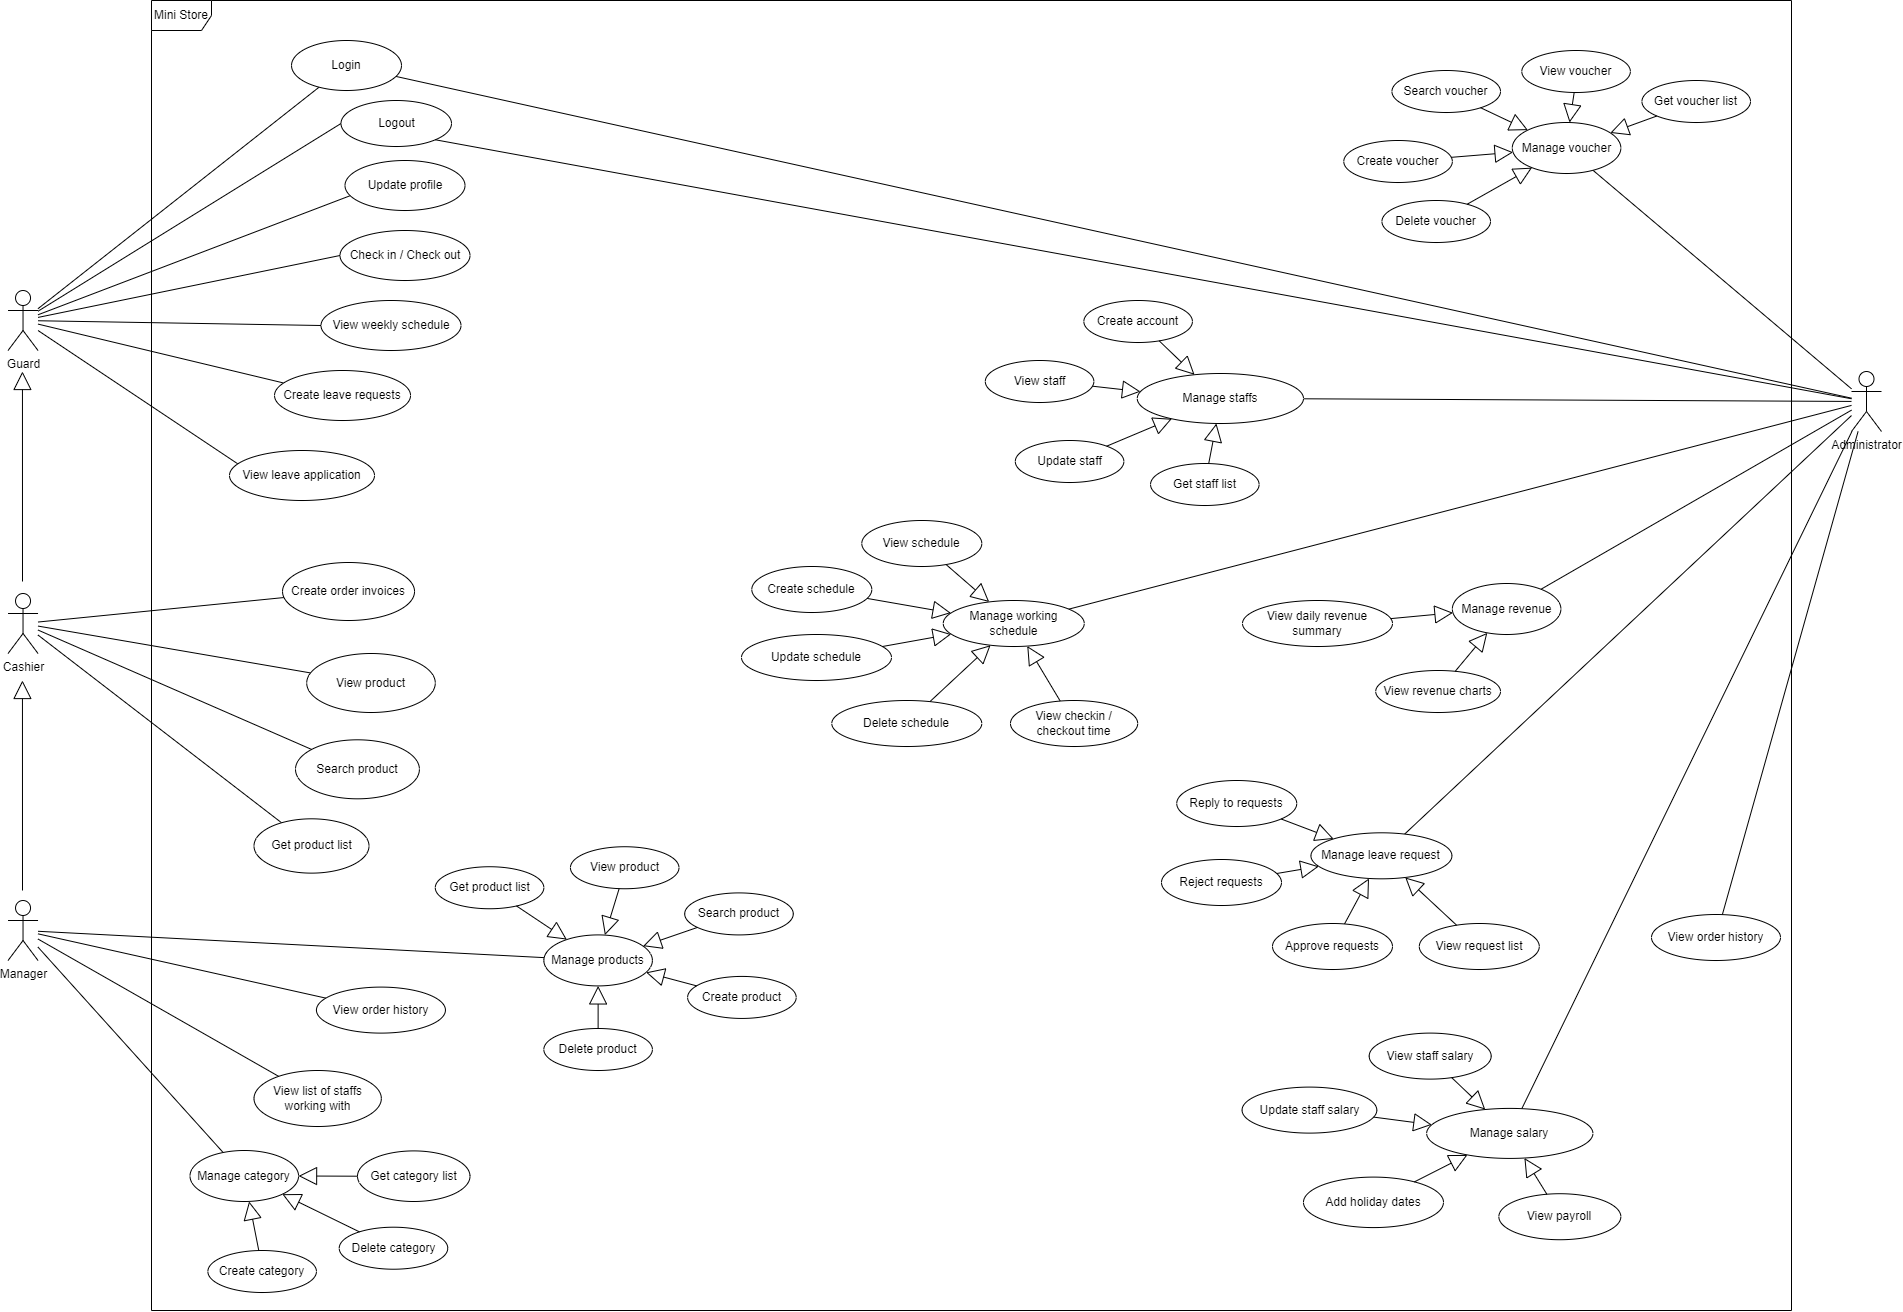 Mini Store
Login
Logout
Update profile
Check in / Check out
View weekly schedule
Create leave requests
View leave application
Guard
Create order invoices
View product
Search product
Get product list
Cashier
Manager
Get product list
View product
Search product
Manage products
Create product
Delete product
View order history
View list of staffs
working with
Manage category
Get category list
Delete category
Create category
View voucher
Search voucher
Get voucher list
Manage voucher
Create voucher
Delete voucher
Create account
View staff
Manage staffs
Update staff
Get staff list
Administrator
View schedule
Create schedule
Manage working
schedule
Update schedule
Delete schedule
View checkin /
checkout time
Manage revenue
View daily revenue
summary
View revenue charts
Reply to requests
Manage leave request
Reject requests
Approve requests
View request list
View order history
View staff salary
Update staff salary
Manage salary
Add holiday dates
View payroll